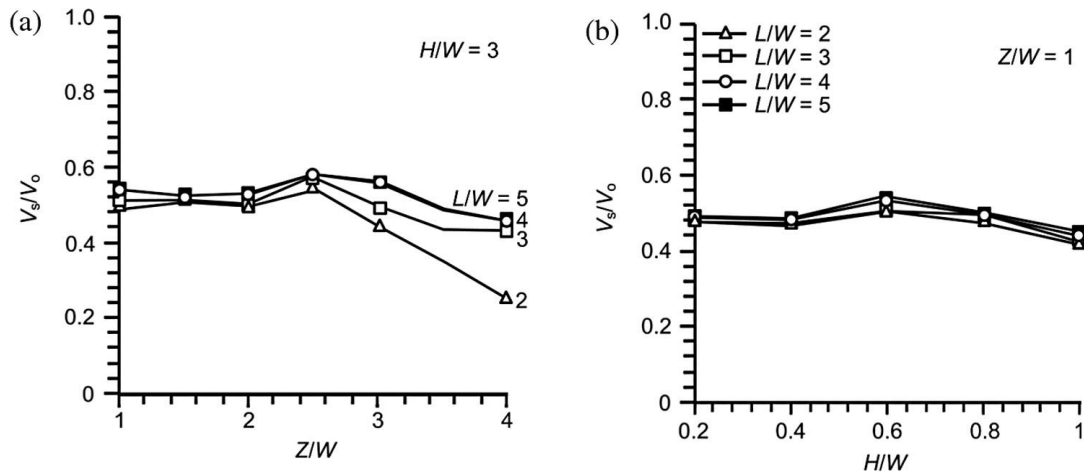 (a)
1.0
0.8
0.6
0.4
0.2
0
Vs/Vo
H/W = 3
L/W = 5
4
3
2
1
2
3
4
Z/W
(b)
1.0
0.8
0.6
0.4
0.2
0
Vs/Vo
L/W = 2
L/W = 3
L/W = 4
L/W = 5
Z/W = 1
0.2
0.4
0.6
0.8
1
H/W